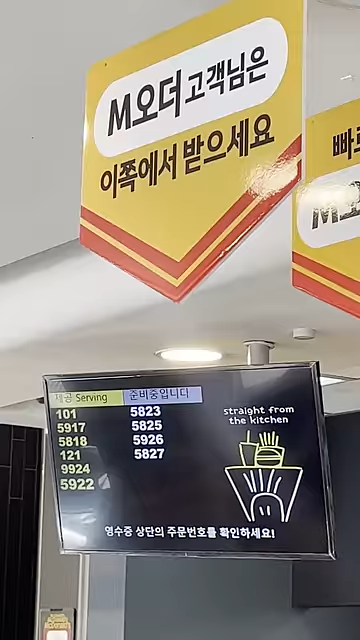 M오더 고객님은
이쪽에서 받으세요
빠
M오
제공 Serving
준비중입니다
101 5823
5917 5825
5818 5926
121 5827
9924
5922
straight from
the kitchen
영수증 상단의 주문번호를 확인하세요!